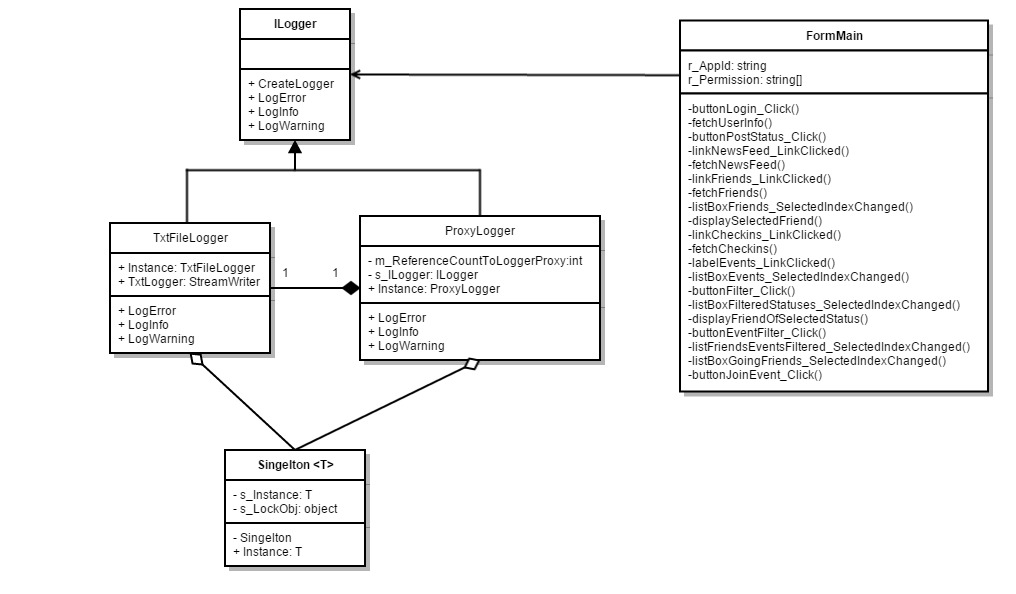 ILogger
+ CreateLogger
+ LogError
+ LogInfo
+ LogWarning
FormMain
r_AppId: string
r_Permission: string[]
-buttonLogin_Click()
-fetchUserInfo()
-buttonPostStatus_Click()
-linkNewsFeed_LinkClicked()
-fetchNewsFeed()
-linkFriends_LinkClicked()
-fetchFriends()
-listBoxFriends_SelectedIndexChanged()
-displaySelectedFriend()
-linkCheckins_LinkClicked()
-fetchCheckins()
-labelEvents_LinkClicked()
-listBoxEvents_SelectedIndexChanged()
-buttonFilter_Click()
-listBoxFilteredStatuses_SelectedIndexChanged()
-displayFriendOfSelectedStatus()
-buttonEventFilter_Click()
-listFriendsEventsFiltered_SelectedIndexChanged()
-listBoxGoingFriends_SelectedIndexChanged()
-buttonJoinEvent_Click()
TxtFileLogger
+ Instance: TxtFileLogger
+ TxtLogger: StreamWriter
+ LogError
+ LogInfo
+ LogWarning
1
1
ProxyLogger
- m_ReferenceCountToLoggerProxy:int
- s_ILogger: ILogger
+ Instance: ProxyLogger
+ LogError
+ LogInfo
+ LogWarning
Singelton <T>
- s_Instance: T
- s_LockObj: object
- Singelton
+ Instance: T